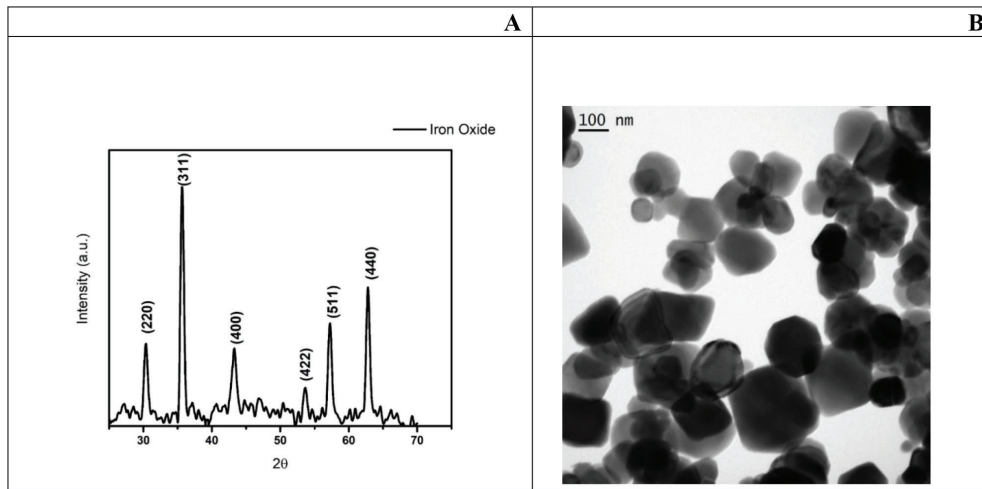 A
B
Iron Oxide
Intensity (a.u.)
(220)
(311)
(400)
(422)
(511)
(440)
30
40
50
60
70
2θ
100 nm